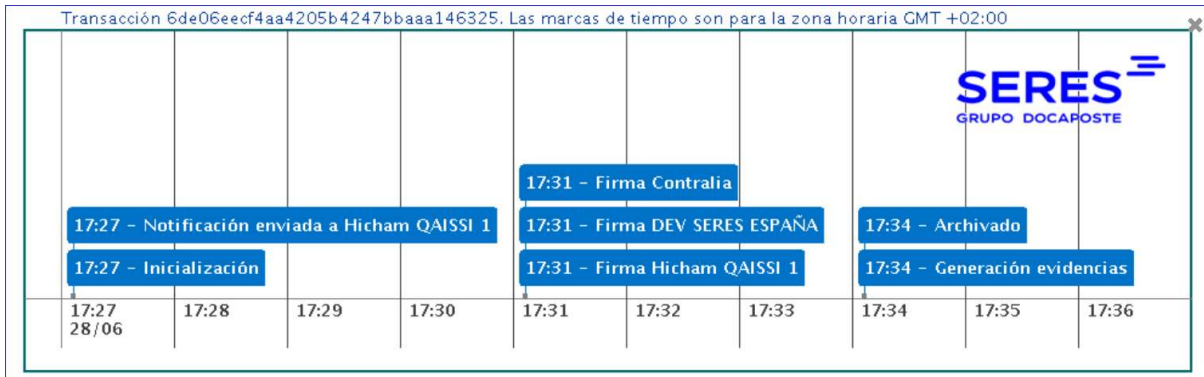 Transacción 6de06eecf4aa4205b4247bbaaa146325. Las marcas de tiempo son para la zona horaria GMT +02:00
SERES
GRUPO DOCAPOSTE
17:31 - Firma Contralia
17:27 - Notificación enviada a Hicham QAISSI 1
17:31 - Firma DEV SERES ESPAÑA
17:34 - Archivado
17:27 - Inicialización
17:31 - Firma Hicham QAISSI 1
17:34 - Generación evidencias
17:27 17:28 17:29 17:30 17:31 17:32 17:33 17:34 17:35 17:36
28/06